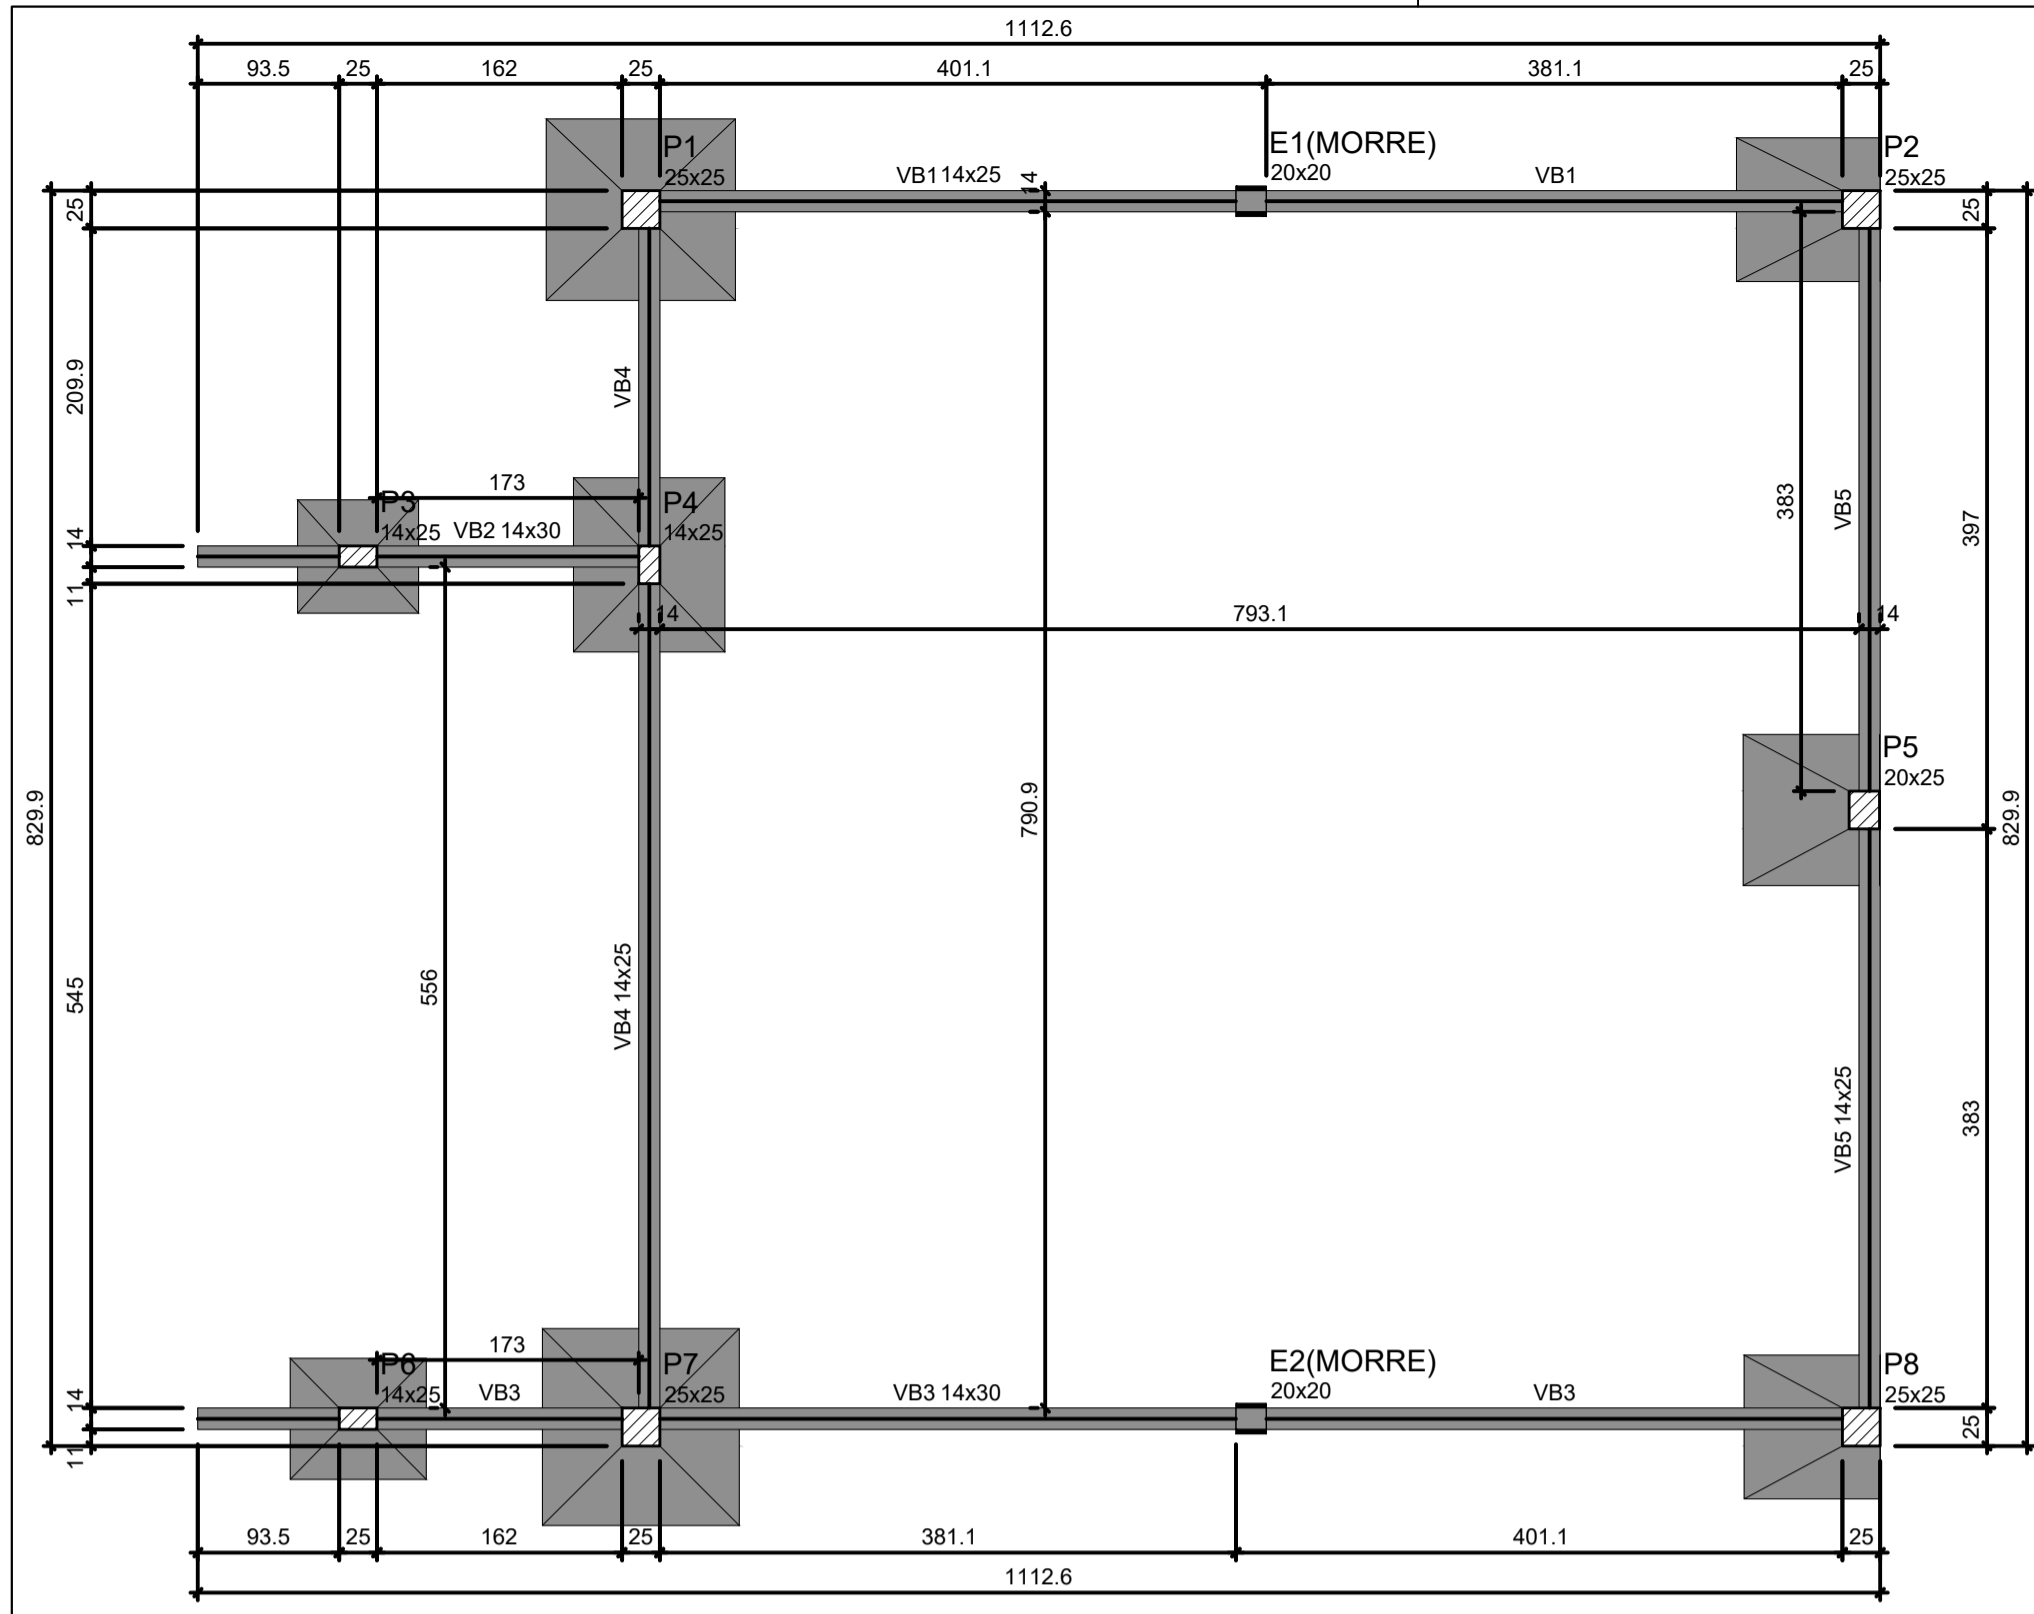 1112.6
93.5 25 162 25 401.1 381.1 25
P1
25x25
VB1 14x25
14
E1(MORRE)
20x20
VB1
P2
25x25
25
25
209.9
VB4
173
P3
14x25
VB2 14x30
P4
14x25
14
11
383
VB5
397
14
793.1
14
P5
20x25
829.9
790.9
829.9
545
556
VB4 14x25
VB5 14x25
383
173
P6
14x25
VB3
P7
25x25
VB3 14x30
E2(MORRE)
20x20
VB3
P8
25x25
14
11
25
93.5 25 162 25 381.1 401.1 25
1112.6